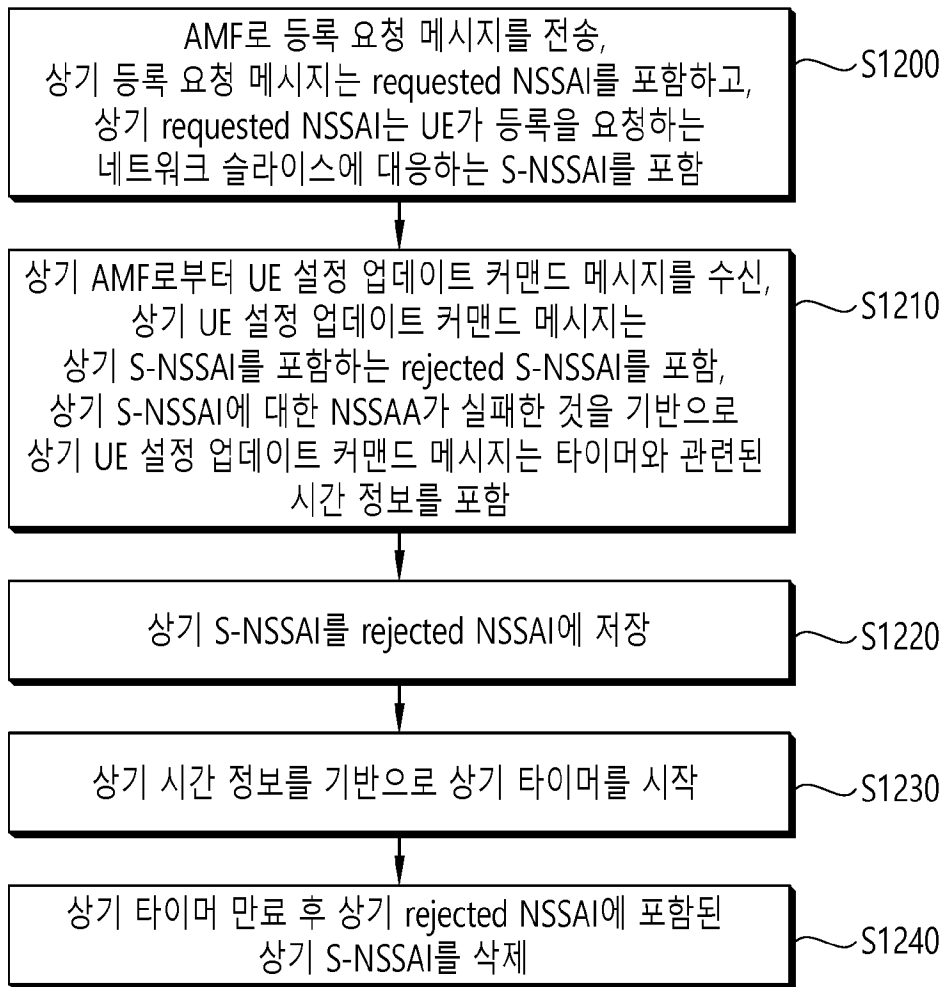 AMF로 등록 요청 메시지를 전송,
상기 등록 요청 메시지는 requested NSSAI를 포함하고,
상기 requested NSSAI는 UE가 등록을 요청하는
네트워크 슬라이스에 대응하는 S-NSSAI를 포함
S1200
상기 AMF로부터 UE 설정 업데이트 커맨드 메시지를 수신,
상기 UE 설정 업데이트 커맨드 메시지는
상기 S-NSSAI를 포함하는 rejected S-NSSAI를 포함,
상기 S-NSSAI에 대한 NSSAA가 실패한 것을 기반으로
상기 UE 설정 업데이트 커맨드 메시지는 타이머와 관련된
시간 정보를 포함
S1210
상기 S-NSSAI를 rejected NSSAI에 저장
S1220
상기 시간 정보를 기반으로 상기 타이머를 시작
S1230
상기 타이머 만료 후 상기 rejected NSSAI에 포함된
상기 S-NSSAI를 삭제
S1240